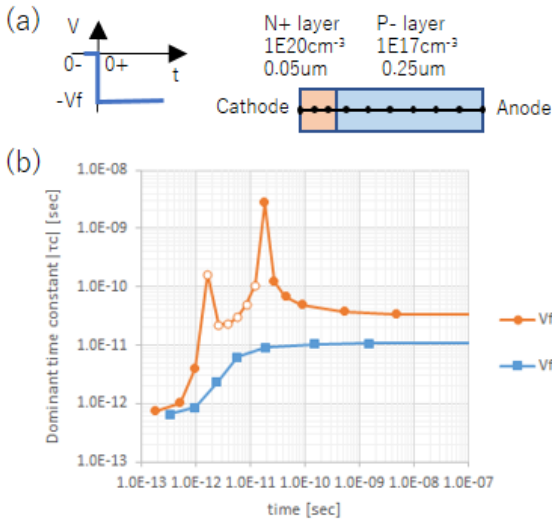 (a)
V
0-
0+
t
-Vf
N+ layer
1E20cm⁻³
0.05um
P- layer
1E17cm⁻³
0.25um
Cathode
Anode
(b)
Dominant time constant |τc| [sec]
1.0E-08
1.0E-09
1.0E-10
1.0E-11
1.0E-12
1.0E-13
1.0E-13 1.0E-12 1.0E-11 1.0E-10 1.0E-09 1.0E-08 1.0E-07
time [sec]
Vf
Vf